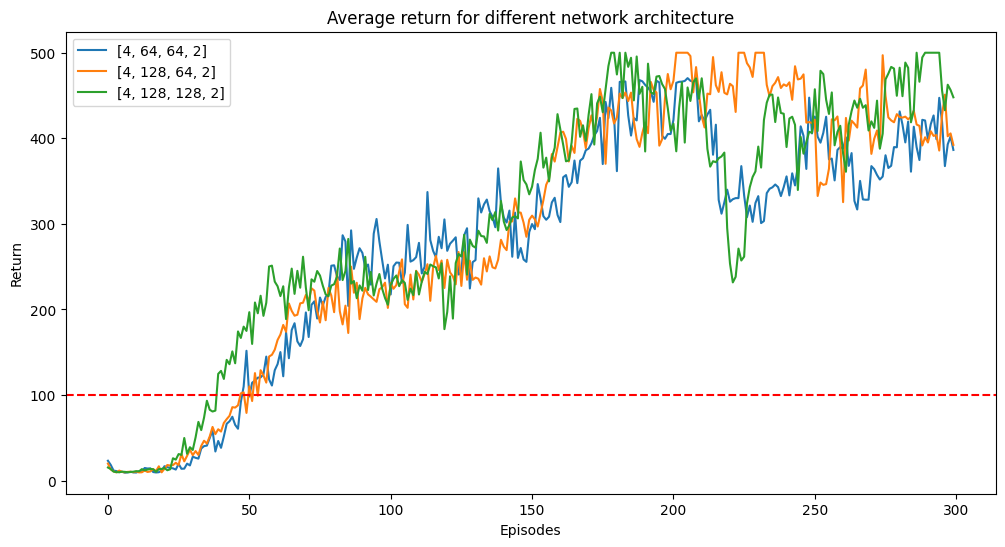 Average return for different network architecture
[4, 64, 64, 2]
[4, 128, 64, 2]
[4, 128, 128, 2]
Return
500
400
300
200
100
0
0
50
100
150
200
250
300
Episodes